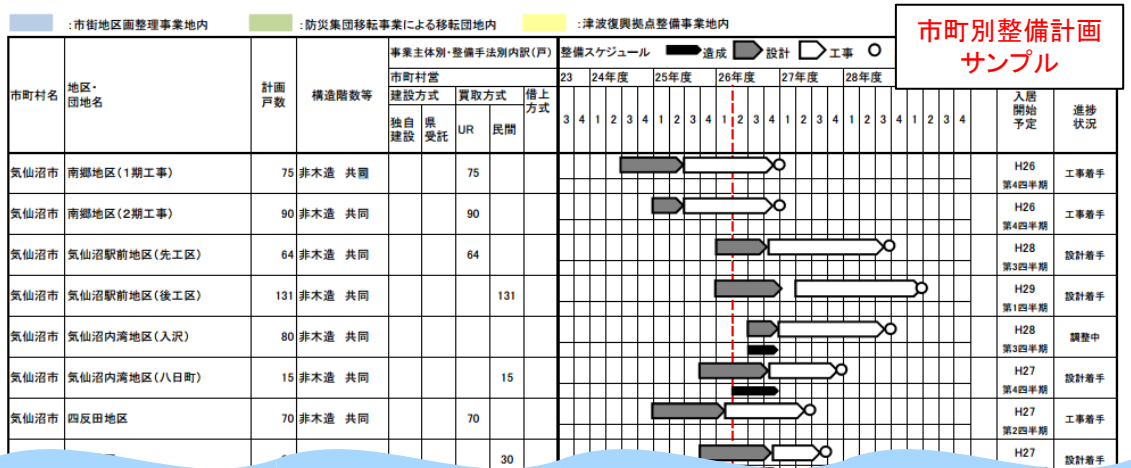 :市街地区画整理事業地内 :防災集団移転事業による移転団地内 :津波復興拠点整備事業地内
市町別整備計画
サンプル
市町村名 地区・団地名 計画戸数 構造階数等 事業主体別・整備手法別内訳(戸) 整備スケジュール 造成 設計 工事
市町村営 23 24年度 25年度 26年度 27年度 28年度
建設方式 買取方式 借上方式 入居開始予定 進捗状況
独自建設 県受託 UR 民間 3 4 1 2 3 4 1 2 3 4 1 2 3 4 1 2 3 4 1 2 3 4 1 2 3 4
気仙沼市 南郷地区(1期工事) 75 非木造 共同 75 H26 第4四半期 工事着手
気仙沼市 南郷地区(2期工事) 90 非木造 共同 90 H26 第4四半期 工事着手
気仙沼市 気仙沼駅前地区(先工区) 64 非木造 共同 64 H28 第3四半期 設計着手
気仙沼市 気仙沼駅前地区(後工区) 131 非木造 共同 131 H29 第1四半期 設計着手
気仙沼市 気仙沼内湾地区(入沢) 80 非木造 共同 H28 第3四半期 調整中
気仙沼市 気仙沼内湾地区(八日町) 15 非木造 共同 15 H27 第4四半期 設計着手
気仙沼市 四反田地区 70 非木造 共同 70 H27 第2四半期 工事着手
30 H27 設計着手